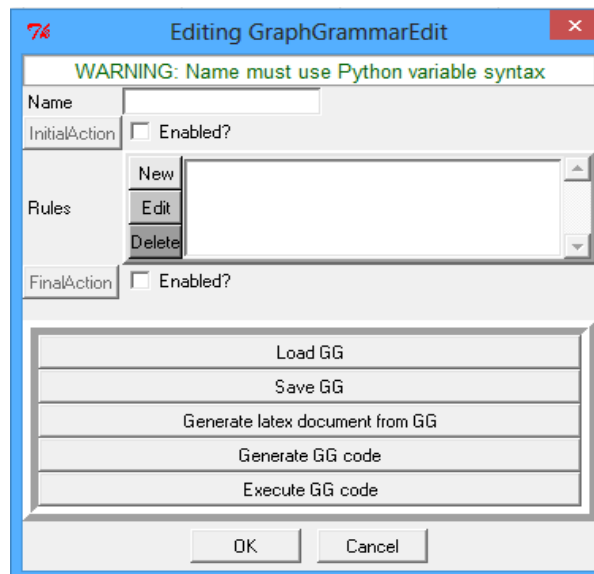 Tk Editing GraphGrammarEdit ×
WARNING: Name must use Python variable syntax
Name
InitialAction Enabled?
New
Rules Edit
Delete
FinalAction Enabled?
Load GG
Save GG
Generate latex document from GG
Generate GG code
Execute GG code
OK Cancel